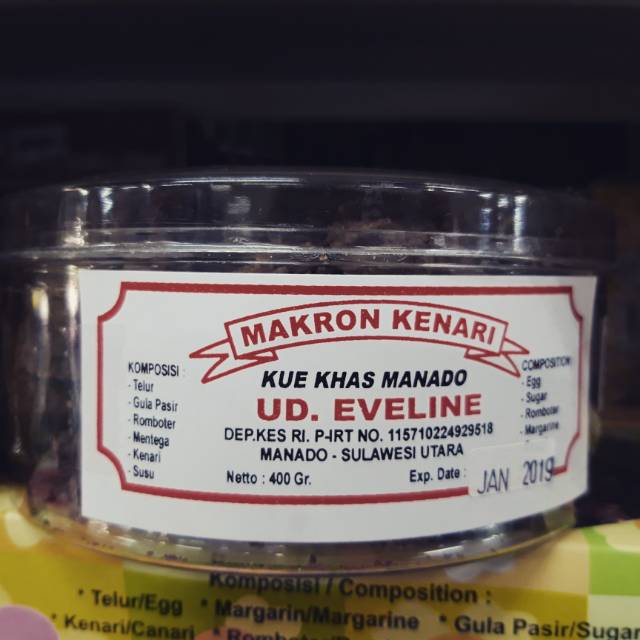 MAKRON KENARI
KUE KHAS MANADO
UD. EVELINE
DEP.KES RI. P-IRT NO. 115710224929518
MANADO - SULAWESI UTARA
Netto : 400 Gr.
Exp. Date :
JAN 2019
KOMPOSISI :
- Telur
- Gula Pasir
- Romboter
- Mentega
- Kenari
- Susu
COMPOSITION
- Egg
- Sugar
- Romboter
- Margarine
Komposisi / Composition :
* Telur/Egg * Margarin/Margarine * Gula Pasir/Sugar
* Kenari/Canari * Romboter/